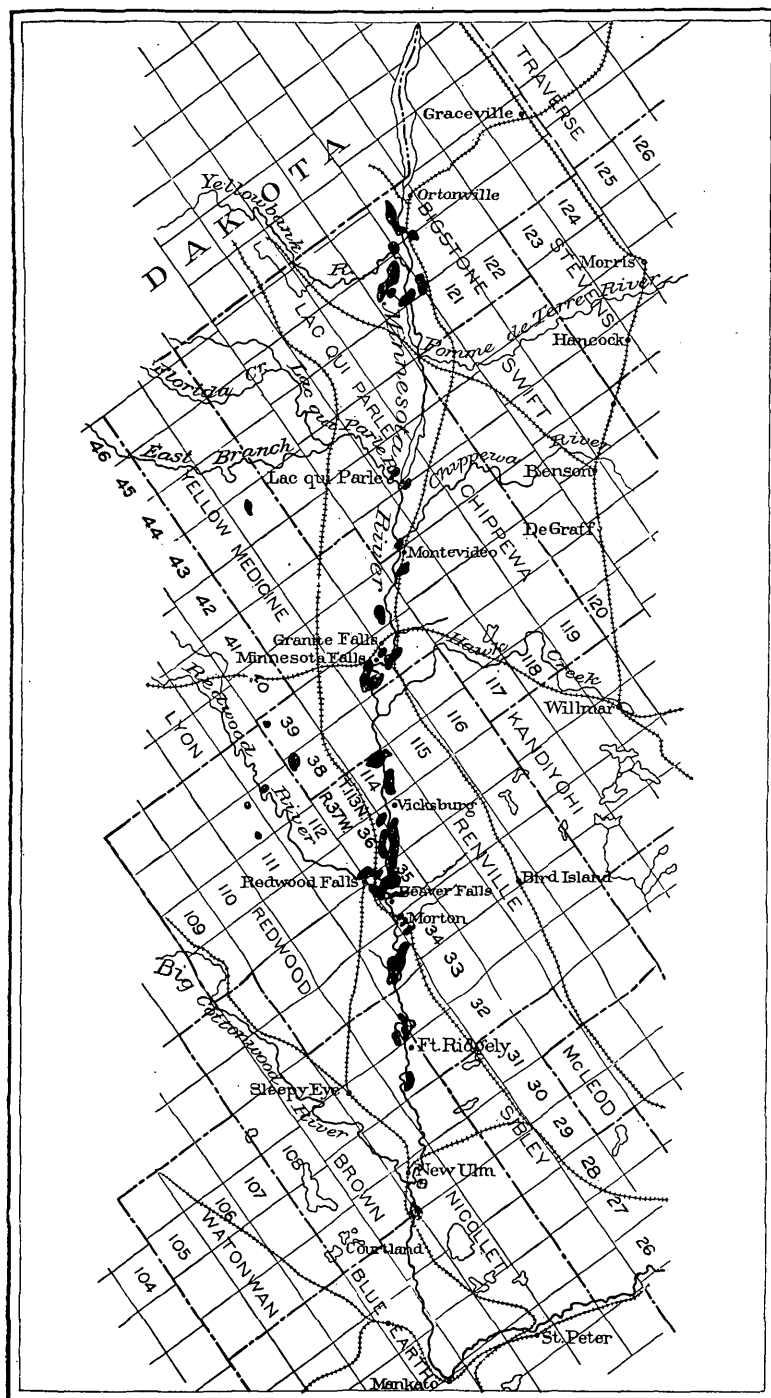 TRAVERSE
Graceville
126
125
DAKOTA
124
Yellowbank
R.
Ortonville
BIGSTONE
123
STEVENS
122
Morris
121
LAC QUI PARLE
Minnesota
River
Pomme de Terre River
Hancock
SWIFT
Florida Cr.
Lac qui parle R.
East Branch
46
45
44
43
42
41
40
39
38
Lac qui Parle
Chippewa
River
Benson
YELLOW MEDICINE
CHIPPEWA
De Graff
Montevideo
120
119
118
117
116
115
114
Granite Falls
Minnesota Falls
Hawk
Creek
Willmar
Redwood
River
LYON
KANDIYOHI
T.113N.
R.37W.
36
35
Vicksburg
RENVILLE
112
111
110
109
Redwood Falls
Beaver Falls
Bird Island
REDWOOD
Morton
34
33
32
31
30
29
28
27
26
Big Cottonwood
River
Ft. Ridgely
McLEOD
Sleepy Eye
SIBLEY
New Ulm
BROWN
NICOLLET
108
107
106
105
104
WATONWAN
Courtland
BLUE EARTH
St. Peter
Mankato